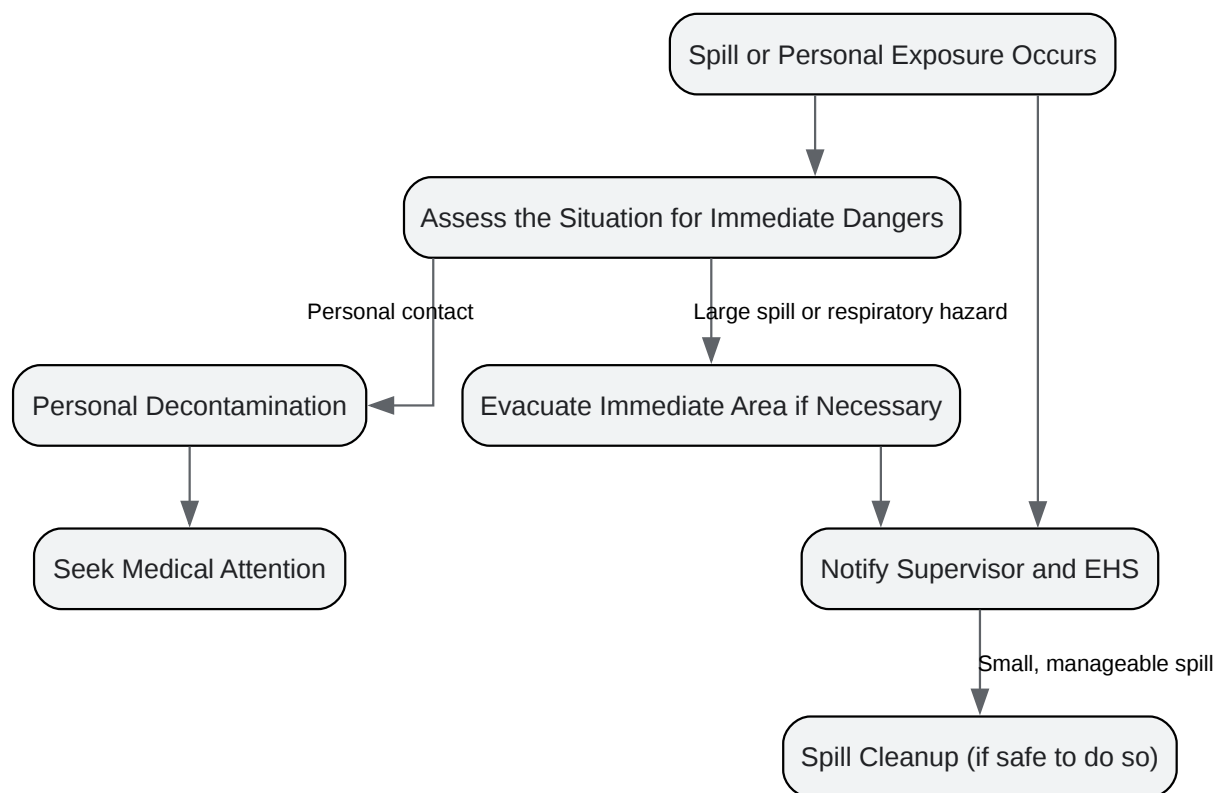 Spill or Personal Exposure Occurs
Assess the Situation for Immediate Dangers
Personal contact
Large spill or respiratory hazard
Personal Decontamination
Evacuate Immediate Area if Necessary
Seek Medical Attention
Notify Supervisor and EHS
Small, manageable spill
Spill Cleanup (if safe to do so)